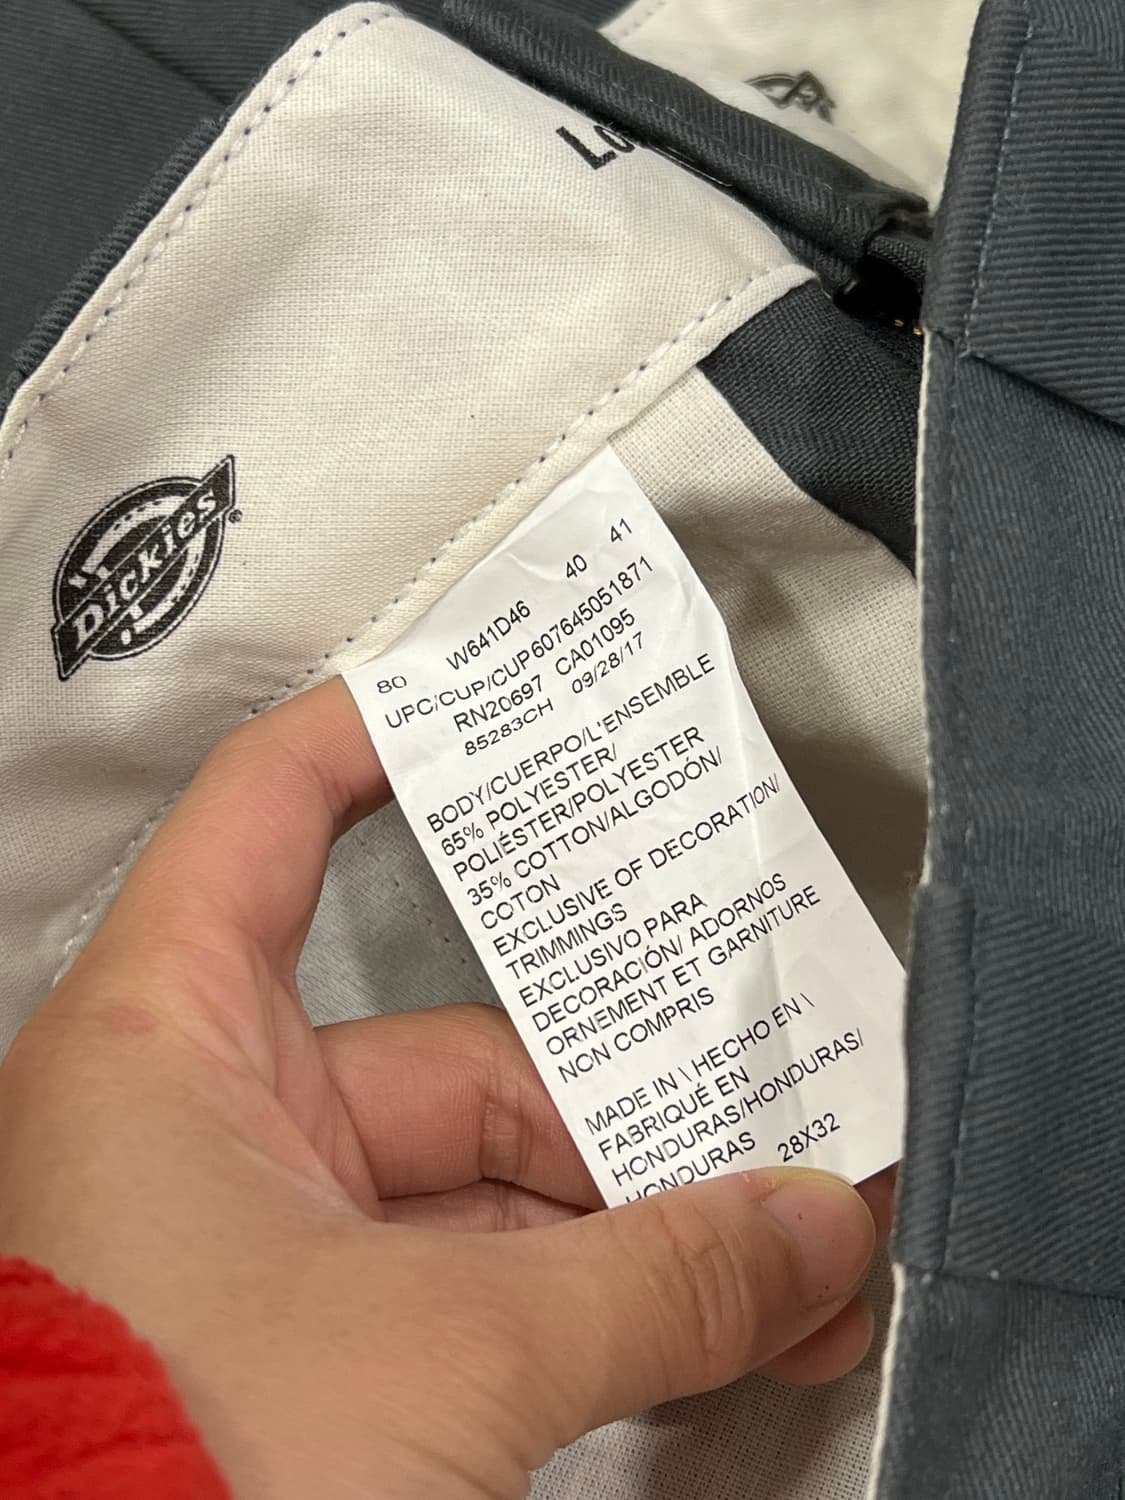 Dickies
80 W641D46 40 41
UPC/CUP/CUP607645051871
RN20697 CA01095
85283CH 09/28/17
BODY/CUERPO/L'ENSEMBLE
65% POLYESTER/
POLIÉSTER/POLYESTER
35% COTTON/ALGODÓN/
COTON
EXCLUSIVE OF DECORATION/
TRIMMINGS
EXCLUSIVO PARA
DECORACIÓN/ ADORNOS
ORNEMENT ET GARNITURE
NON COMPRIS
MADE IN \ HECHO EN \
FABRIQUÉ EN
HONDURAS/HONDURAS/
HONDURAS 28X32